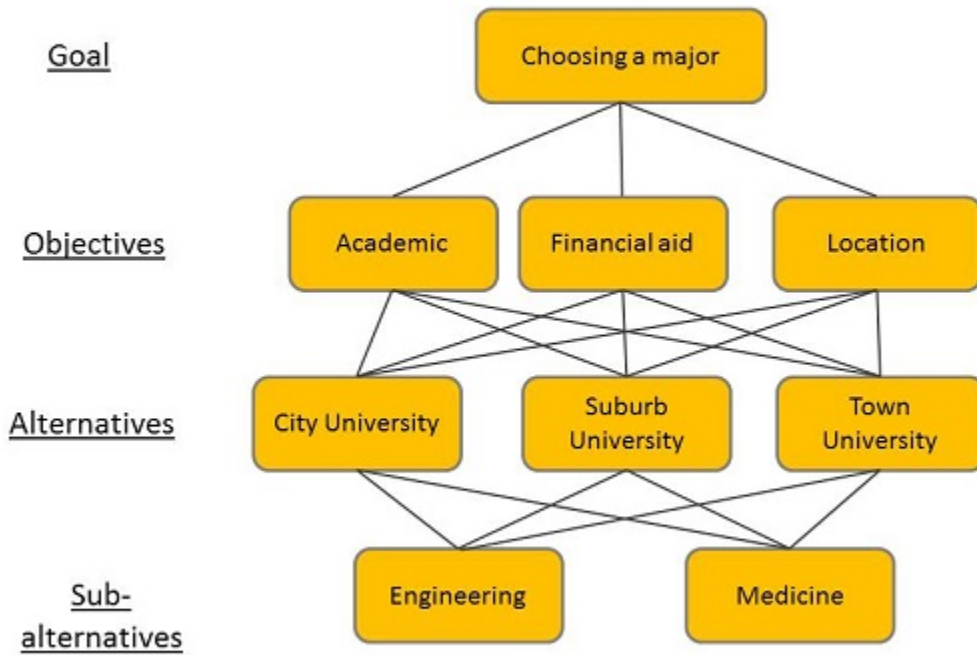 Goal
Choosing a major
Objectives
Academic
Financial aid
Location
Alternatives
City University
Suburb
University
Town
University
Sub-
alternatives
Engineering
Medicine